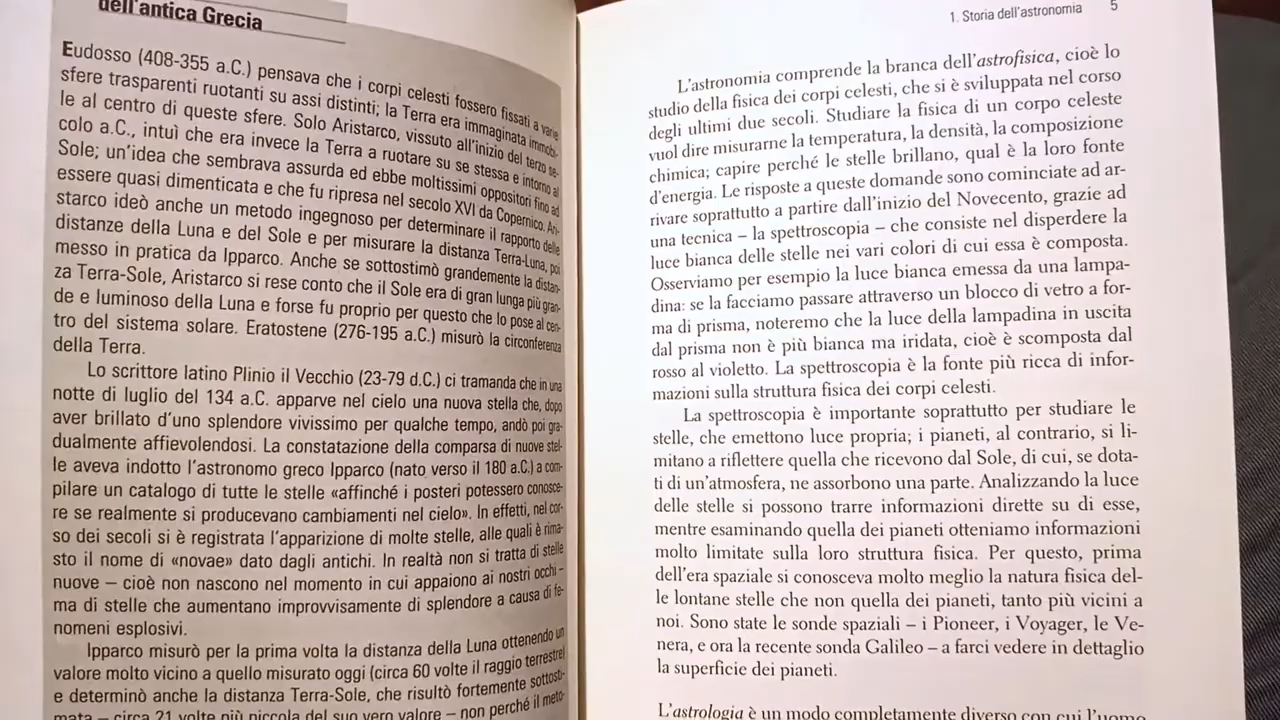 dell'antica Grecia
Eudosso (408-355 a.C.) pensava che i corpi celesti fossero fissati a varie
sfere trasparenti ruotanti su assi distinti; la Terra era immaginata immobi-
le al centro di queste sfere. Solo Aristarco, vissuto all'inizio del terzo se-
colo a.C., intuì che era invece la Terra a ruotare su se stessa e intorno al
Sole; un'idea che sembrava assurda ed ebbe moltissimi oppositori fino ad
essere quasi dimenticata e che fu ripresa nel secolo XVI da Copernico. Ari-
starco ideò anche un metodo ingegnoso per determinare il rapporto delle
distanze della Luna e del Sole e per misurare la distanza Terra-Luna, poi
messo in pratica da Ipparco. Anche se sottostimò grandemente la distan-
za Terra-Sole, Aristarco si rese conto che il Sole era di gran lunga più gran-
de e luminoso della Luna e forse fu proprio per questo che lo pose al cen-
tro del sistema solare. Eratostene (276-195 a.C.) misurò la circonferenza
della Terra.
Lo scrittore latino Plinio il Vecchio (23-79 d.C.) ci tramanda che in una
notte di luglio del 134 a.C. apparve nel cielo una nuova stella che, dopo
aver brillato d'uno splendore vivissimo per qualche tempo, andò poi gra-
dualmente affievolendosi. La constatazione della comparsa di nuove stel-
le aveva indotto l'astronomo greco Ipparco (nato verso il 180 a.C.) a com-
pilare un catalogo di tutte le stelle «affinché i posteri potessero conosce-
re se realmente si producevano cambiamenti nel cielo». In effetti, nel cor-
so dei secoli si è registrata l'apparizione di molte stelle, alle quali è rima-
sto il nome di «novae» dato dagli antichi. In realtà non si tratta di stelle
nuove – cioè non nascono nel momento in cui appaiono ai nostri occhi –
ma di stelle che aumentano improvvisamente di splendore a causa di fe-
nomeni esplosivi.
Ipparco misurò per la prima volta la distanza della Luna ottenendo un
valore molto vicino a quello misurato oggi (circa 60 volte il raggio terrestre)
e determinò anche la distanza Terra-Sole, che risultò fortemente sottosti-
mata – circa 21 volte più piccola del suo vero valore – non perché il meto-
1. Storia dell'astronomia 5
L'astronomia comprende la branca dell'astrofisica, cioè lo
studio della fisica dei corpi celesti, che si è sviluppata nel corso
degli ultimi due secoli. Studiare la fisica di un corpo celeste
vuol dire misurarne la temperatura, la densità, la composizione
chimica; capire perché le stelle brillano, qual è la loro fonte
d'energia. Le risposte a queste domande sono cominciate ad ar-
rivare soprattutto a partire dall'inizio del Novecento, grazie ad
una tecnica – la spettroscopia – che consiste nel disperdere la
luce bianca delle stelle nei vari colori di cui essa è composta.
Osserviamo per esempio la luce bianca emessa da una lampa-
dina: se la facciamo passare attraverso un blocco di vetro a for-
ma di prisma, noteremo che la luce della lampadina in uscita
dal prisma non è più bianca ma iridata, cioè è scomposta dal
rosso al violetto. La spettroscopia è la fonte più ricca di infor-
mazioni sulla struttura fisica dei corpi celesti.
La spettroscopia è importante soprattutto per studiare le
stelle, che emettono luce propria; i pianeti, al contrario, si li-
mitano a riflettere quella che ricevono dal Sole, di cui, se dota-
ti di un'atmosfera, ne assorbono una parte. Analizzando la luce
delle stelle si possono trarre informazioni dirette su di esse,
mentre esaminando quella dei pianeti otteniamo informazioni
molto limitate sulla loro struttura fisica. Per questo, prima
dell'era spaziale si conosceva molto meglio la natura fisica del-
le lontane stelle che non quella dei pianeti, tanto più vicini a
noi. Sono state le sonde spaziali – i Pioneer, i Voyager, le Ve-
nera, e ora la recente sonda Galileo – a farci vedere in dettaglio
la superficie dei pianeti.
L'astrologia è un modo completamente diverso con cui l'uomo